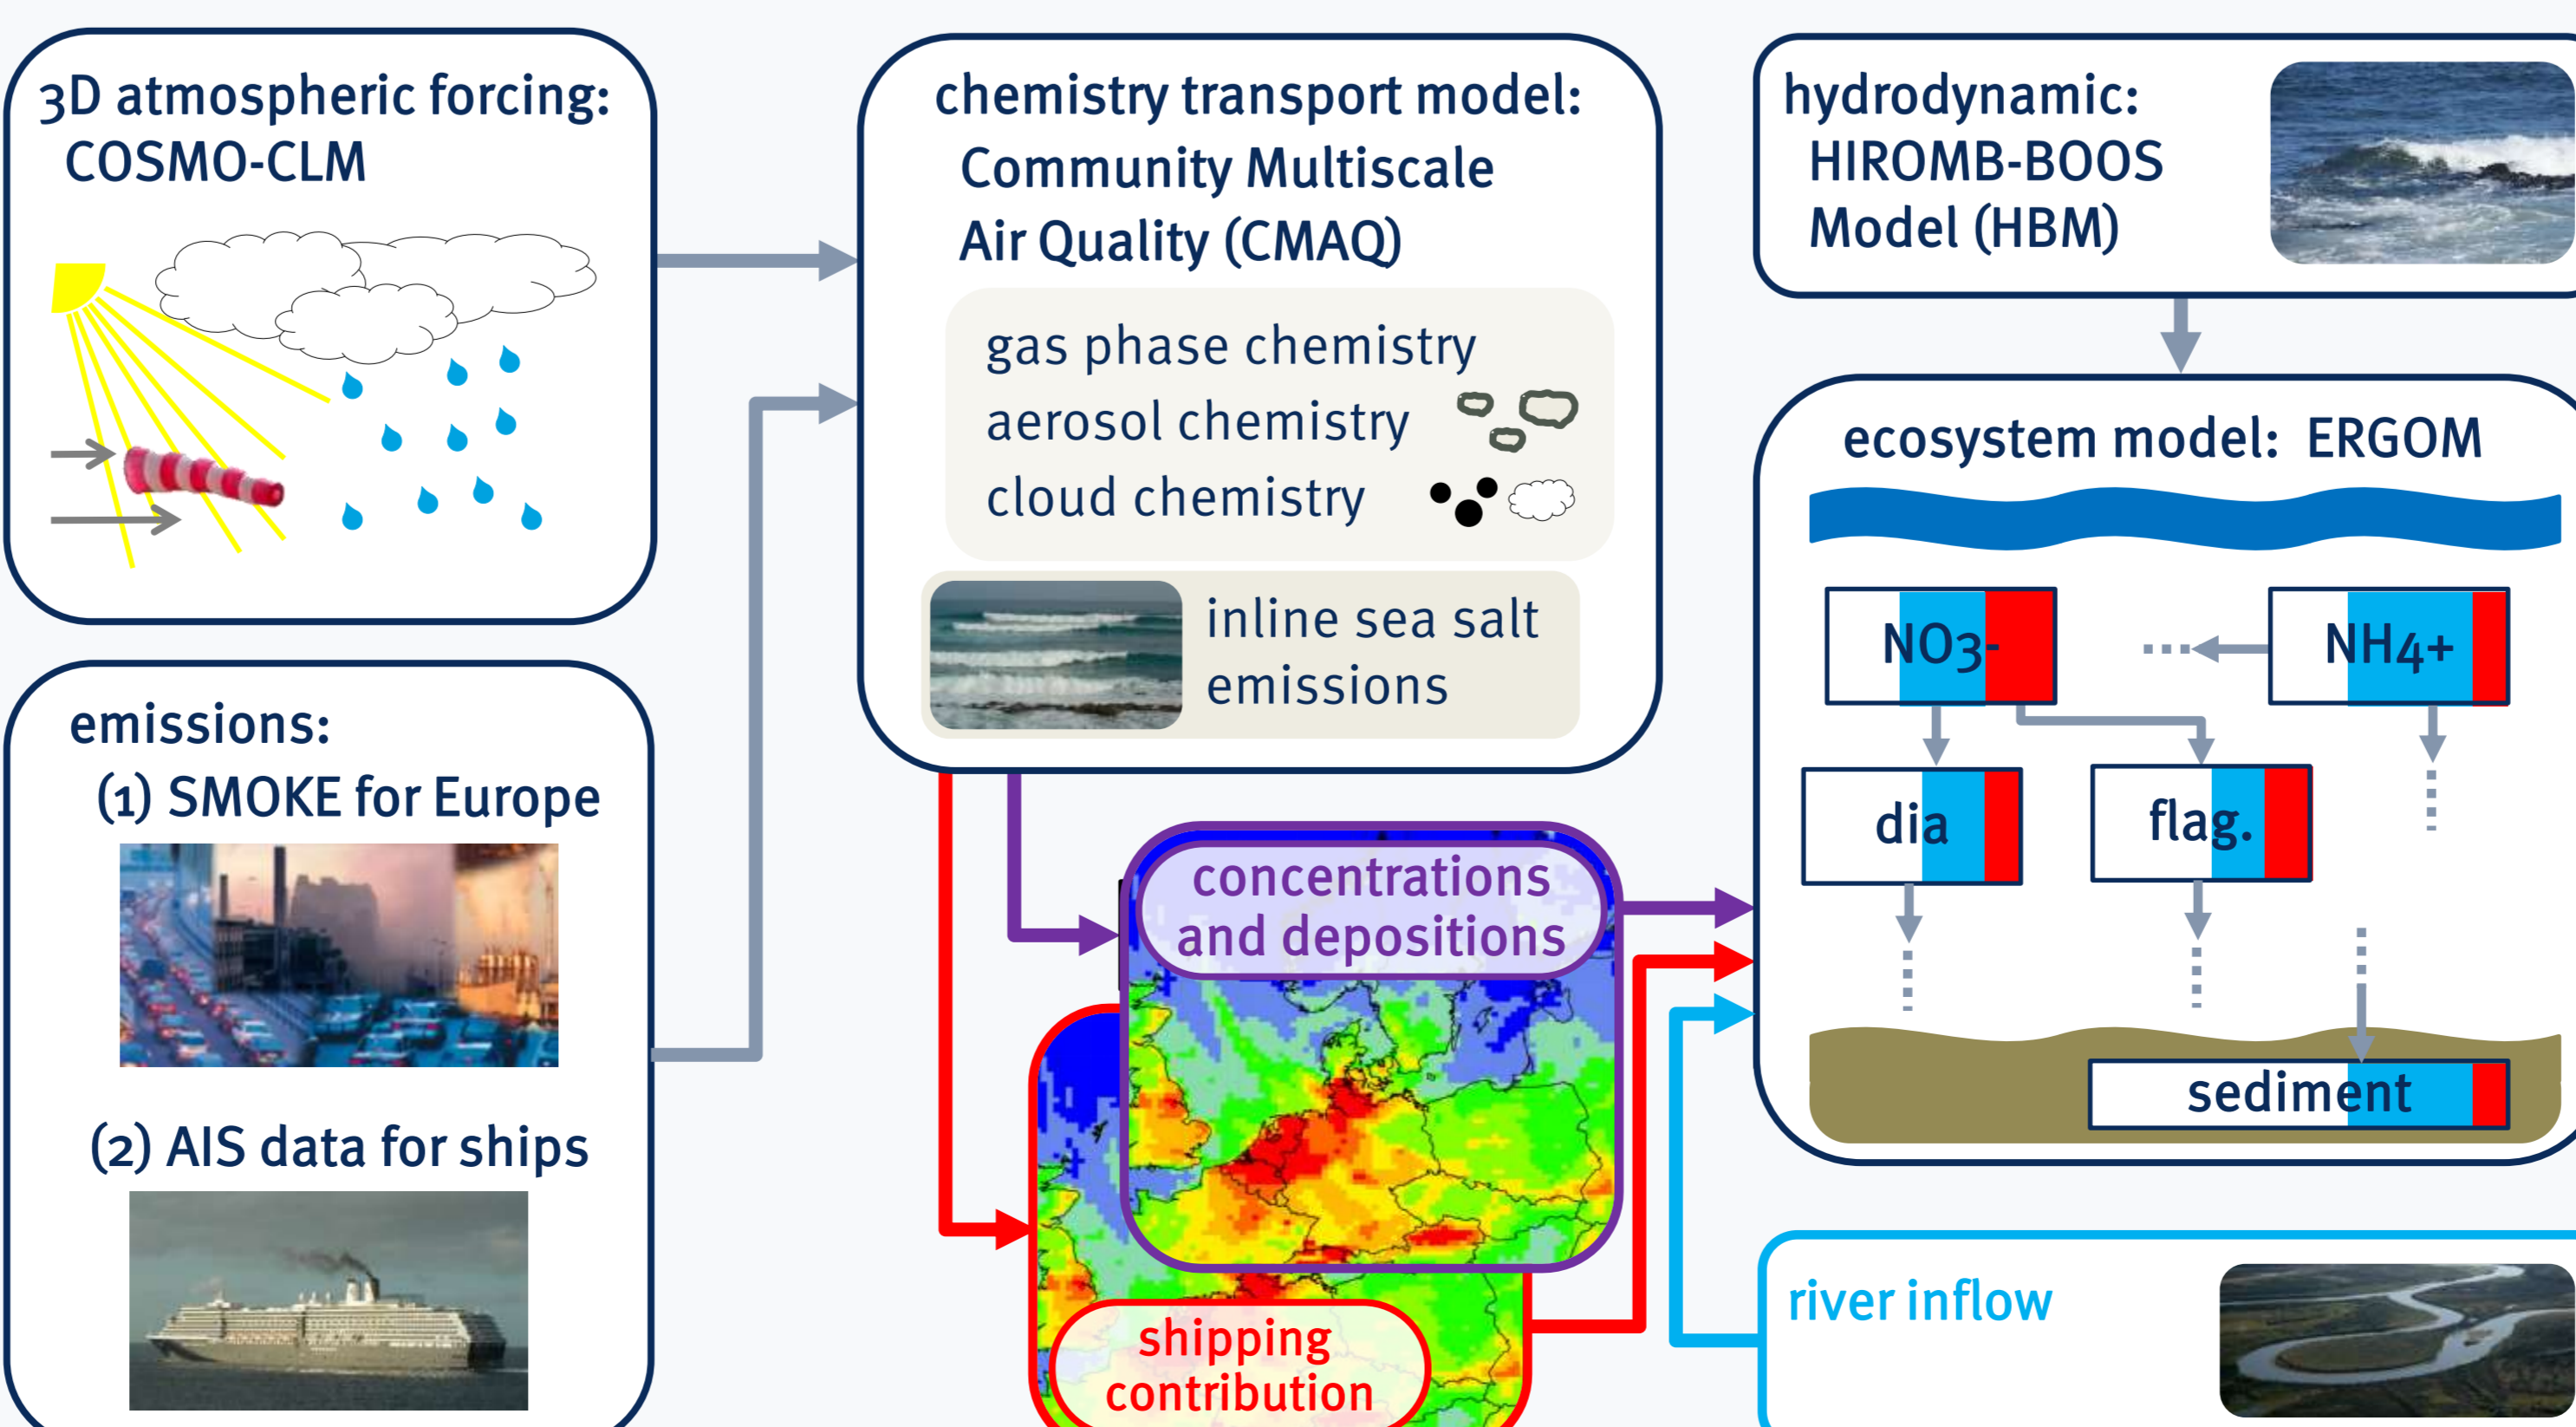 3D atmospheric forcing:
COSMO-CLM
emissions:
(1) SMOKE for Europe
(2) AIS data for ships
chemistry transport model:
Community Multiscale
Air Quality (CMAQ)
gas phase chemistry
aerosol chemistry
cloud chemistry
inline sea salt
emissions
concentrations
and depositions
shipping
contribution
hydrodynamic:
HIROMB-BOOS
Model (HBM)
ecosystem model: ERGOM
NO3-
NH4+
dia
flag.
sediment
river inflow